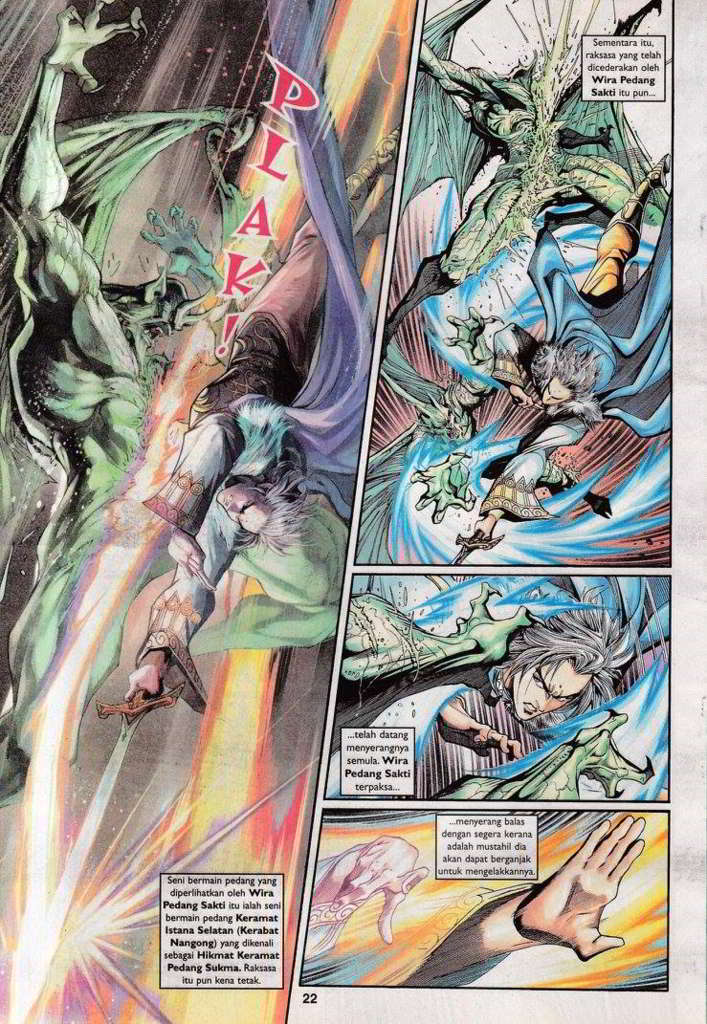 PLAK!
Seni bermain pedang yang
diperlihatkan oleh Wira
Pedang Sakti itu ialah seni
bermain pedang Keramat
Istana Selatan (Kerabat
Nangong) yang dikenali
sebagai Hikmat Keramat
Pedang Sukma. Raksasa
itu pun kena tetak.
Sementara itu,
raksasa yang telah
dicederakan oleh
Wira Pedang
Sakti itu pun...
...telah datang
menyerangnya
semula. Wira
Pedang Sakti
terpaksa...
...menyerang balas
dengan segera kerana
adalah mustahil dia
akan dapat berganjak
untuk mengelakkannya.
22